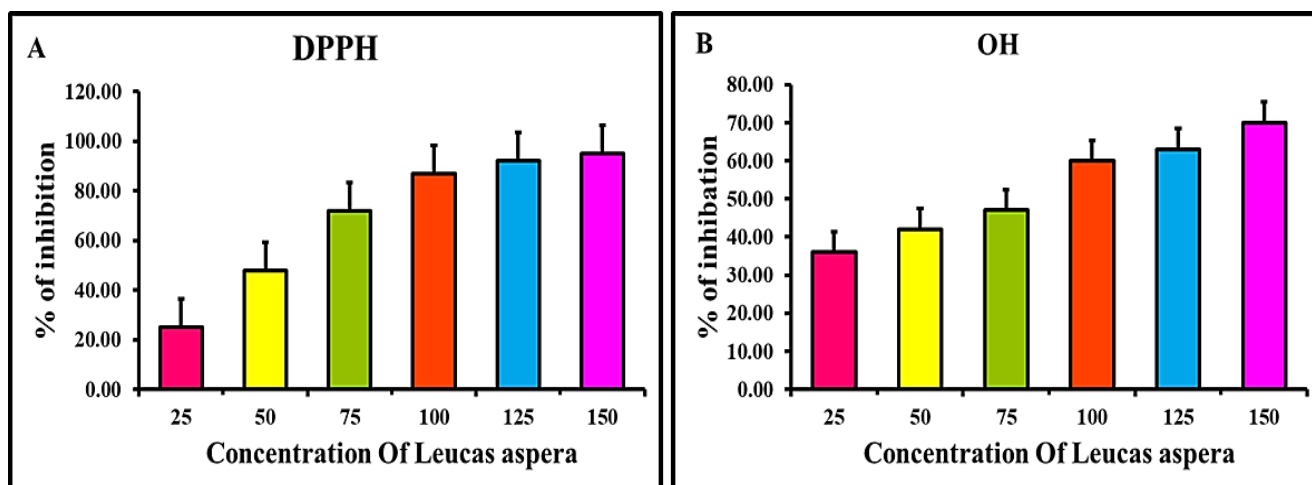 A
DPPH
% of inhibition
120.00
100.00
80.00
60.00
40.00
20.00
0.00
25 50 75 100 125 150
Concentration Of Leucas aspera
B
OH
% of inhibation
80.00
70.00
60.00
50.00
40.00
30.00
20.00
10.00
0.00
25 50 75 100 125 150
Concentration Of Leucas aspera